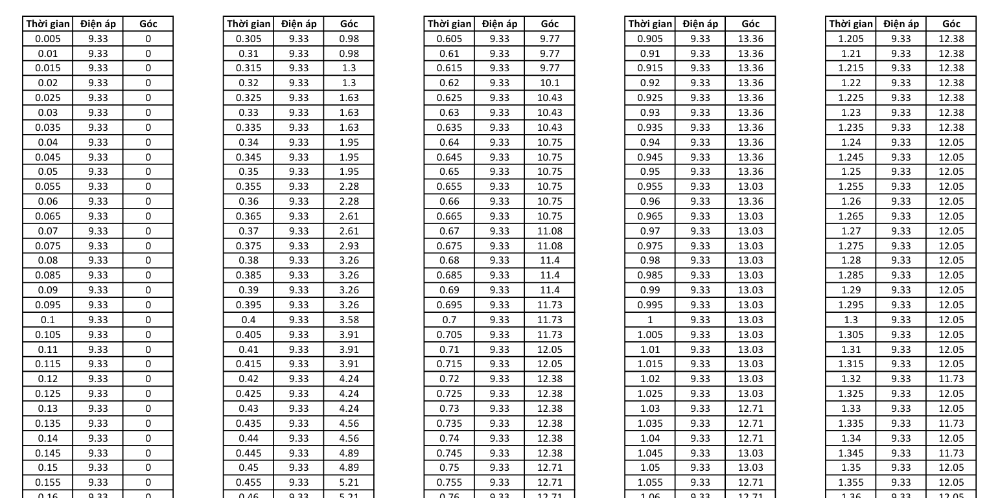 Thời gian Điện áp Góc Thời gian Điện áp Góc Thời gian Điện áp Góc Thời gian Điện áp Góc Thời gian Điện áp Góc
0.005 9.33 0 0.305 9.33 0.98 0.605 9.33 9.77 0.905 9.33 13.36 1.205 9.33 12.38
0.01 9.33 0 0.31 9.33 0.98 0.61 9.33 9.77 0.91 9.33 13.36 1.21 9.33 12.38
0.015 9.33 0 0.315 9.33 1.3 0.615 9.33 9.77 0.915 9.33 13.36 1.215 9.33 12.38
0.02 9.33 0 0.32 9.33 1.3 0.62 9.33 10.1 0.92 9.33 13.36 1.22 9.33 12.38
0.025 9.33 0 0.325 9.33 1.63 0.625 9.33 10.43 0.925 9.33 13.36 1.225 9.33 12.38
0.03 9.33 0 0.33 9.33 1.63 0.63 9.33 10.43 0.93 9.33 13.36 1.23 9.33 12.38
0.035 9.33 0 0.335 9.33 1.63 0.635 9.33 10.43 0.935 9.33 13.36 1.235 9.33 12.38
0.04 9.33 0 0.34 9.33 1.95 0.64 9.33 10.75 0.94 9.33 13.36 1.24 9.33 12.05
0.045 9.33 0 0.345 9.33 1.95 0.645 9.33 10.75 0.945 9.33 13.36 1.245 9.33 12.05
0.05 9.33 0 0.35 9.33 1.95 0.65 9.33 10.75 0.95 9.33 13.36 1.25 9.33 12.05
0.055 9.33 0 0.355 9.33 2.28 0.655 9.33 10.75 0.955 9.33 13.03 1.255 9.33 12.05
0.06 9.33 0 0.36 9.33 2.28 0.66 9.33 10.75 0.96 9.33 13.36 1.26 9.33 12.05
0.065 9.33 0 0.365 9.33 2.61 0.665 9.33 10.75 0.965 9.33 13.03 1.265 9.33 12.05
0.07 9.33 0 0.37 9.33 2.61 0.67 9.33 11.08 0.97 9.33 13.03 1.27 9.33 12.05
0.075 9.33 0 0.375 9.33 2.93 0.675 9.33 11.08 0.975 9.33 13.03 1.275 9.33 12.05
0.08 9.33 0 0.38 9.33 3.26 0.68 9.33 11.4 0.98 9.33 13.03 1.28 9.33 12.05
0.085 9.33 0 0.385 9.33 3.26 0.685 9.33 11.4 0.985 9.33 13.03 1.285 9.33 12.05
0.09 9.33 0 0.39 9.33 3.26 0.69 9.33 11.4 0.99 9.33 13.03 1.29 9.33 12.05
0.095 9.33 0 0.395 9.33 3.26 0.695 9.33 11.73 0.995 9.33 13.03 1.295 9.33 12.05
0.1 9.33 0 0.4 9.33 3.58 0.7 9.33 11.73 1 9.33 13.03 1.3 9.33 12.05
0.105 9.33 0 0.405 9.33 3.91 0.705 9.33 11.73 1.005 9.33 13.03 1.305 9.33 12.05
0.11 9.33 0 0.41 9.33 3.91 0.71 9.33 12.05 1.01 9.33 13.03 1.31 9.33 12.05
0.115 9.33 0 0.415 9.33 3.91 0.715 9.33 12.05 1.015 9.33 13.03 1.315 9.33 12.05
0.12 9.33 0 0.42 9.33 4.24 0.72 9.33 12.38 1.02 9.33 13.03 1.32 9.33 11.73
0.125 9.33 0 0.425 9.33 4.24 0.725 9.33 12.38 1.025 9.33 13.03 1.325 9.33 12.05
0.13 9.33 0 0.43 9.33 4.24 0.73 9.33 12.38 1.03 9.33 12.71 1.33 9.33 12.05
0.135 9.33 0 0.435 9.33 4.56 0.735 9.33 12.38 1.035 9.33 12.71 1.335 9.33 11.73
0.14 9.33 0 0.44 9.33 4.56 0.74 9.33 12.38 1.04 9.33 12.71 1.34 9.33 12.05
0.145 9.33 0 0.445 9.33 4.89 0.745 9.33 12.38 1.045 9.33 13.03 1.345 9.33 11.73
0.15 9.33 0 0.45 9.33 4.89 0.75 9.33 12.71 1.05 9.33 13.03 1.35 9.33 12.05
0.155 9.33 0 0.455 9.33 5.21 0.755 9.33 12.71 1.055 9.33 12.71 1.355 9.33 12.05
0.16 9.33 0 0.46 9.33 5.21 0.76 9.33 12.71 1.06 9.33 12.71 1.36 9.33 12.05